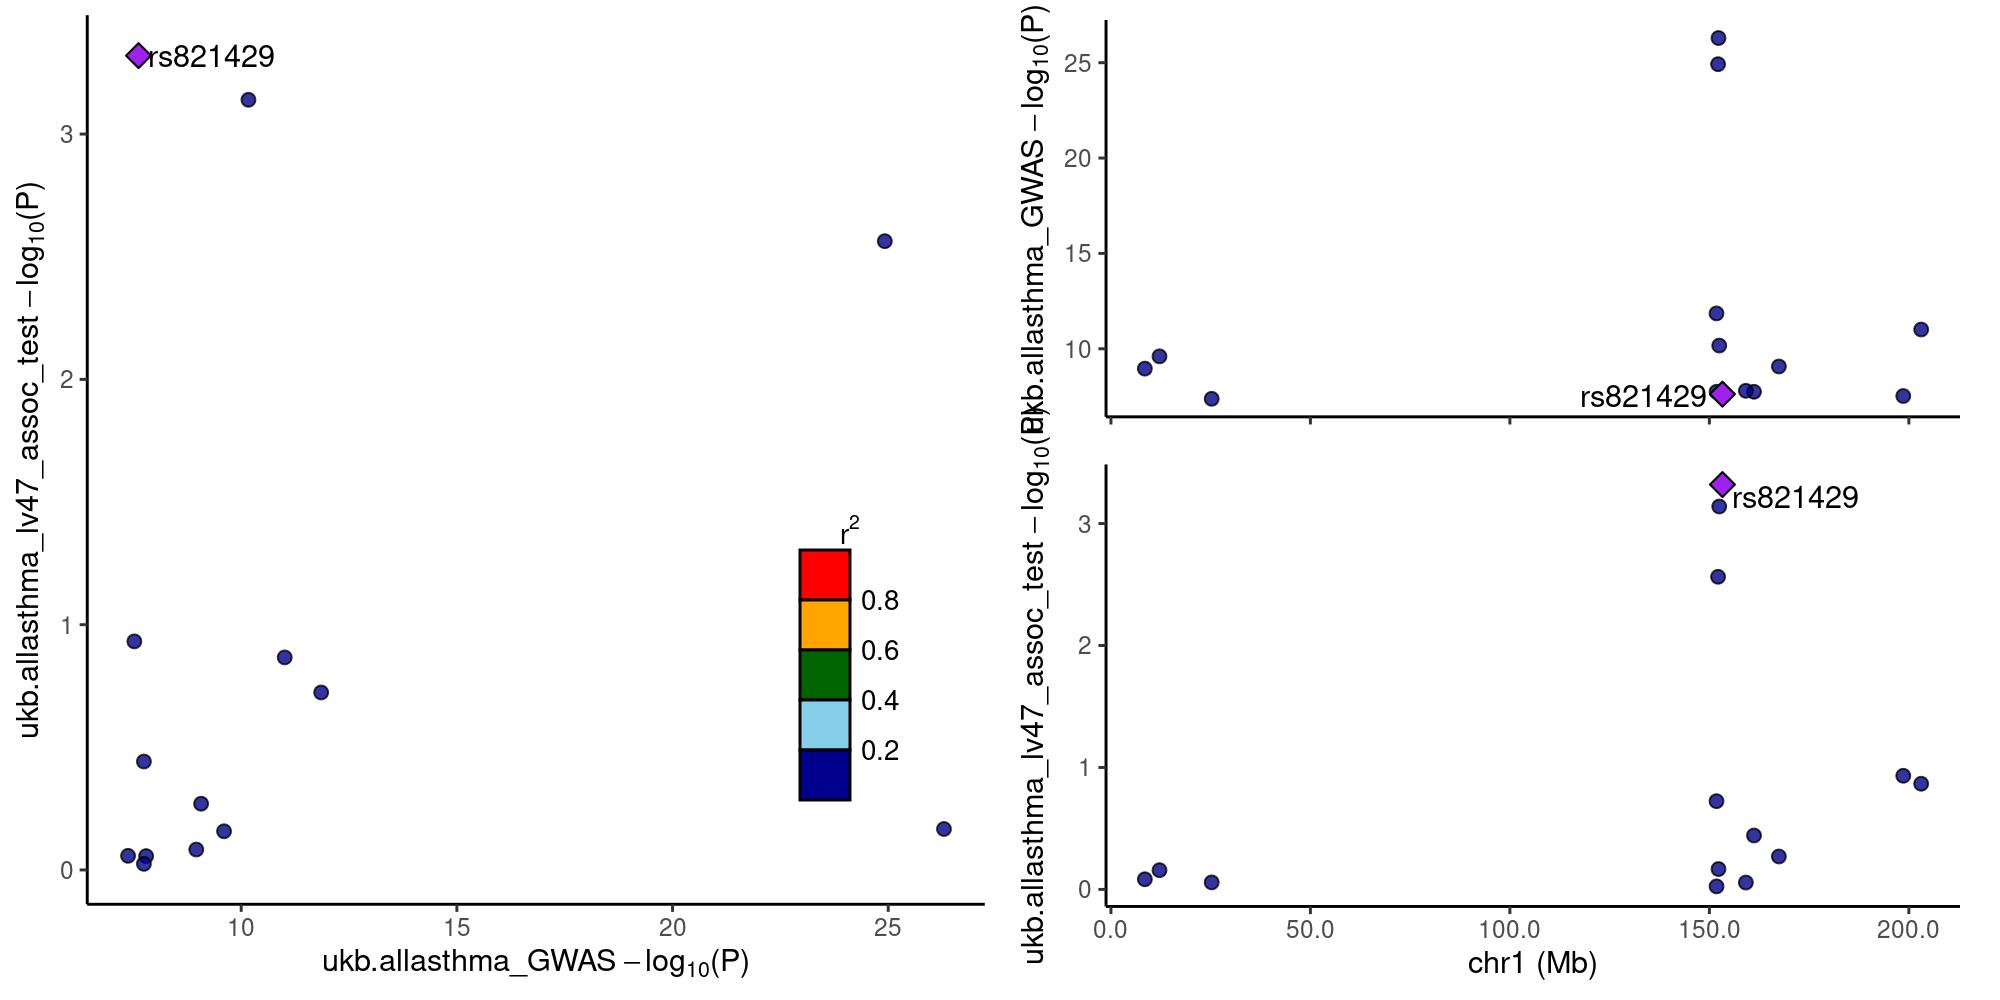 rs821429
3
2
1
0
10
15
20
25
ukb.allasthma_lv47_assoc_test −log10(P)
ukb.allasthma_GWAS −log10(P)
r2
0.8
0.6
0.4
0.2
ukb.allasthma_GWAS −log10(P)
25
20
15
10
rs821429
ukb.allasthma_lv47_assoc_test −log10(P)
3
2
1
0
rs821429
0.0
50.0
100.0
150.0
200.0
chr1 (Mb)